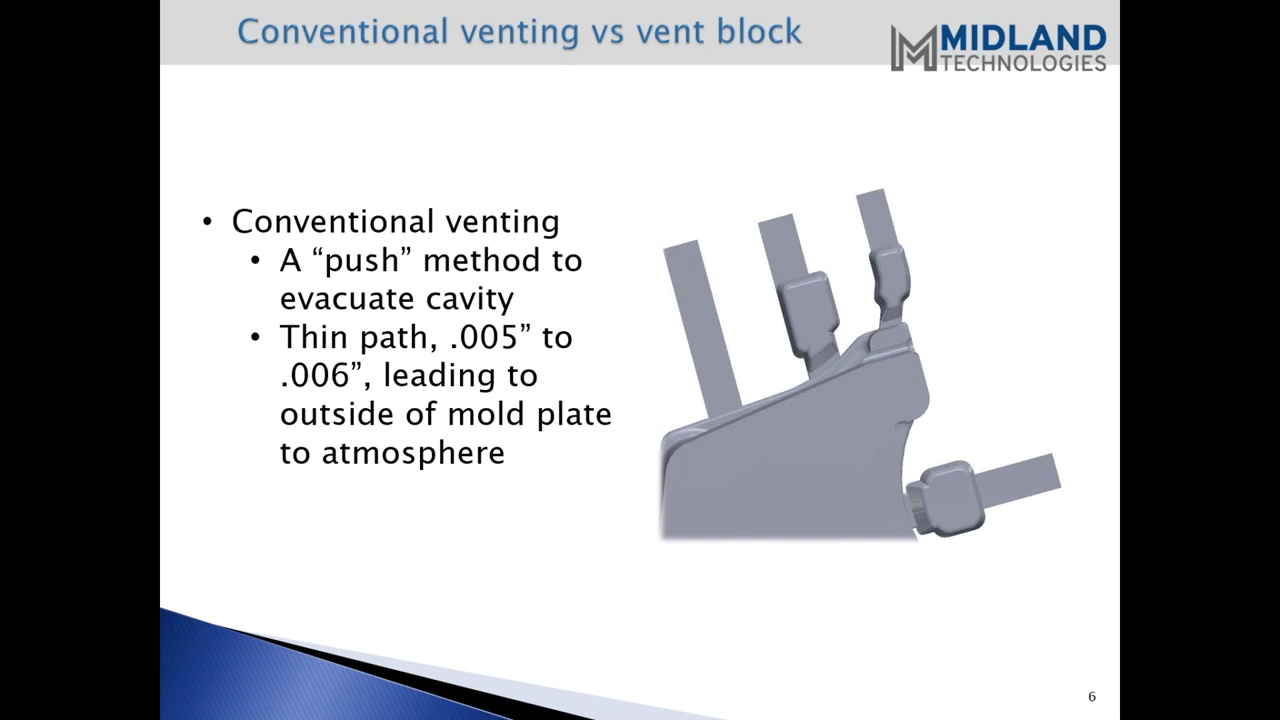 Conventional venting vs vent block
MIDLAND
TECHNOLOGIES
• Conventional venting
• A “push” method to
evacuate cavity
• Thin path, .005” to
.006”, leading to
outside of mold plate
to atmosphere
6